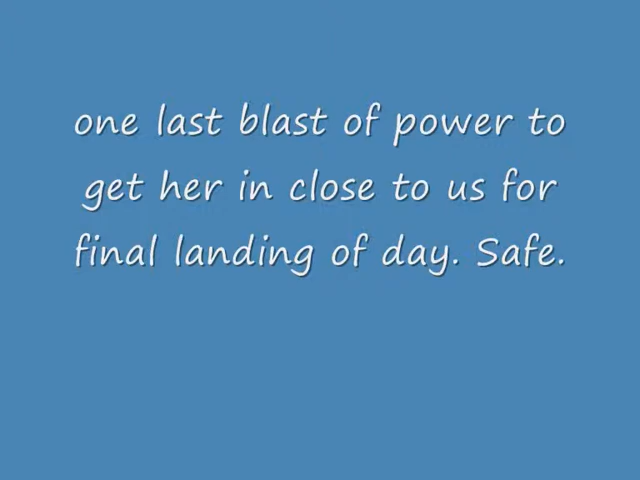 one last blast of power to
get her in close to us for
final landing of day. Safe.